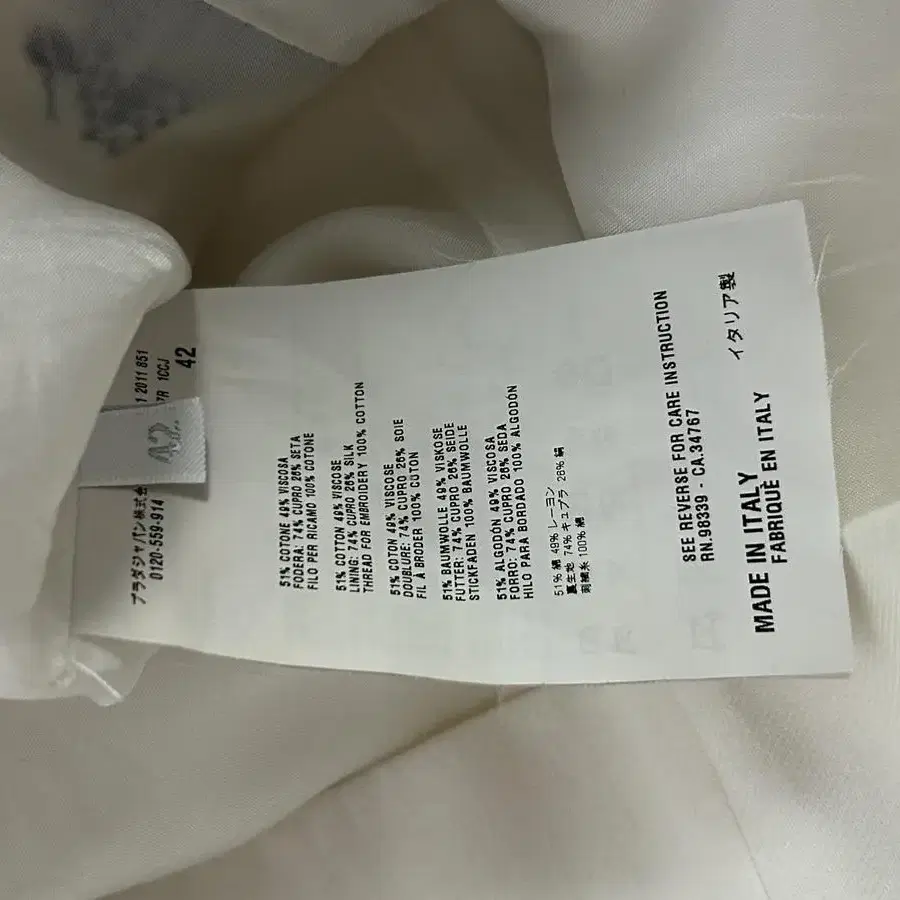 プラダジャパン株式会 1 2011 851
0120-559-914 7R 1CCJ
42
42
51% COTONE 49% VISCOSA
FODERA: 74% CUPRO 26% SETA
FILO PER RICAMO 100% COTONE
51% COTTON 49% VISCOSE
LINING: 74% CUPRO 26% SILK
THREAD FOR EMBROIDERY 100% COTTON
51% COTON 49% VISCOSE
DOUBLURE: 74% CUPRO 26% SOIE
FIL À BRODER 100% COTON
51% BAUMWOLLE 49% VISKOSE
FUTTER: 74% CUPRO 26% SEIDE
STICKFADEN 100% BAUMWOLLE
51% ALGODÓN 49% VISCOSA
FORRO: 74% CUPRO 26% SEDA
HILO PARA BORDADO 100% ALGODÓN
51% 綿 49% レーヨン
裏生地 74% キュプラ 26% 絹
刺繍糸 100% 綿
SEE REVERSE FOR CARE INSTRUCTION
RN.98339 - CA.34767
イタリア製
MADE IN ITALY
FABRIQUÈ EN ITALY